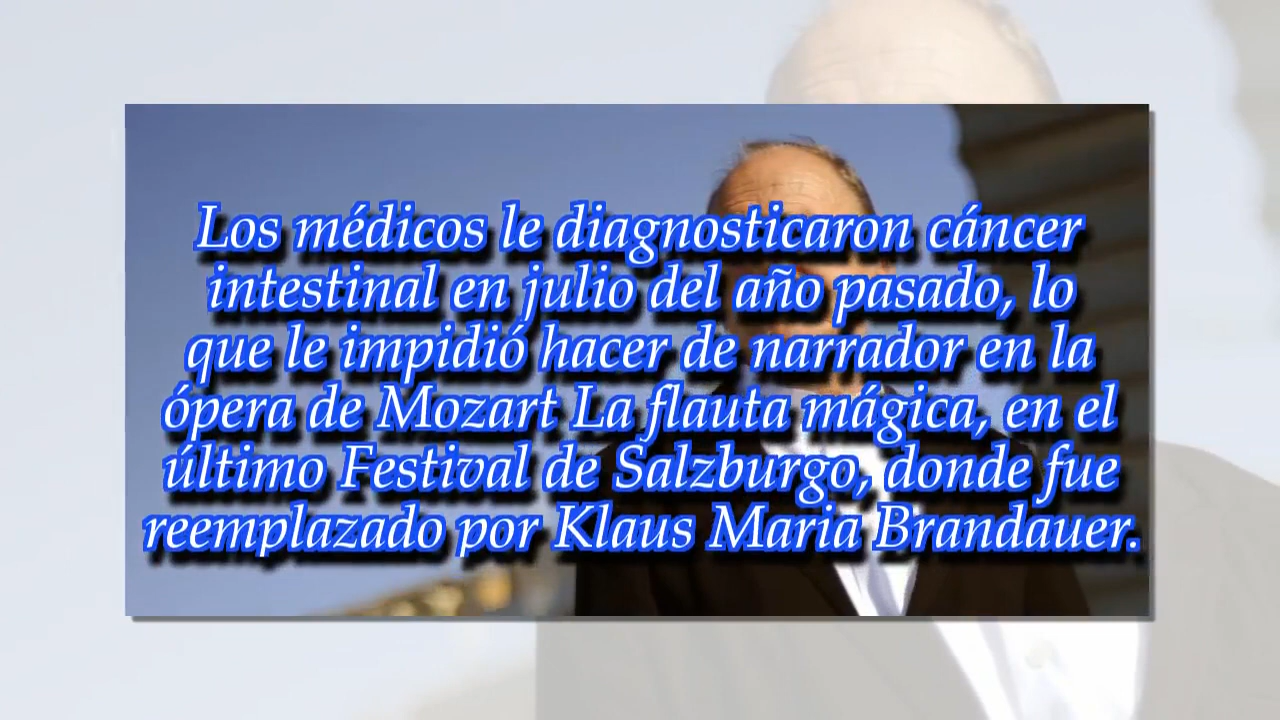 Los médicos le diagnosticaron cáncer
intestinal en julio del año pasado, lo
que le impidió hacer de narrador en la
ópera de Mozart La flauta mágica, en el
último Festival de Salzburgo, donde fue
reemplazado por Klaus Maria Brandauer.